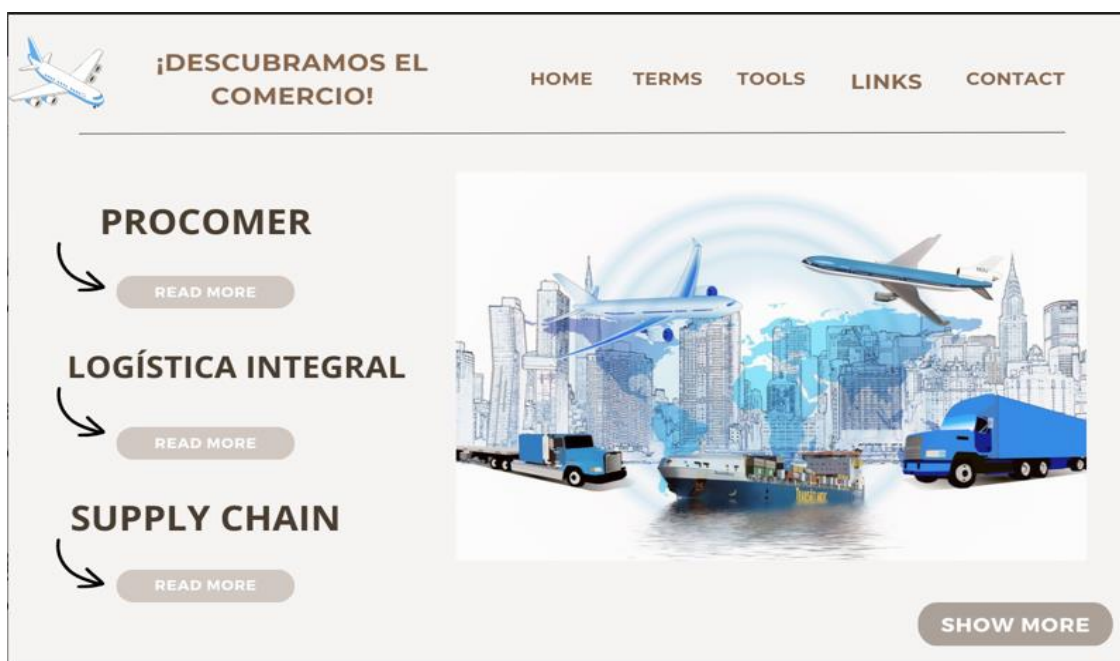 ¡DESCUBRAMOS EL
COMERCIO!
HOME TERMS TOOLS LINKS CONTACT
PROCOMER
READ MORE
LOGÍSTICA INTEGRAL
READ MORE
SUPPLY CHAIN
READ MORE
SHOW MORE